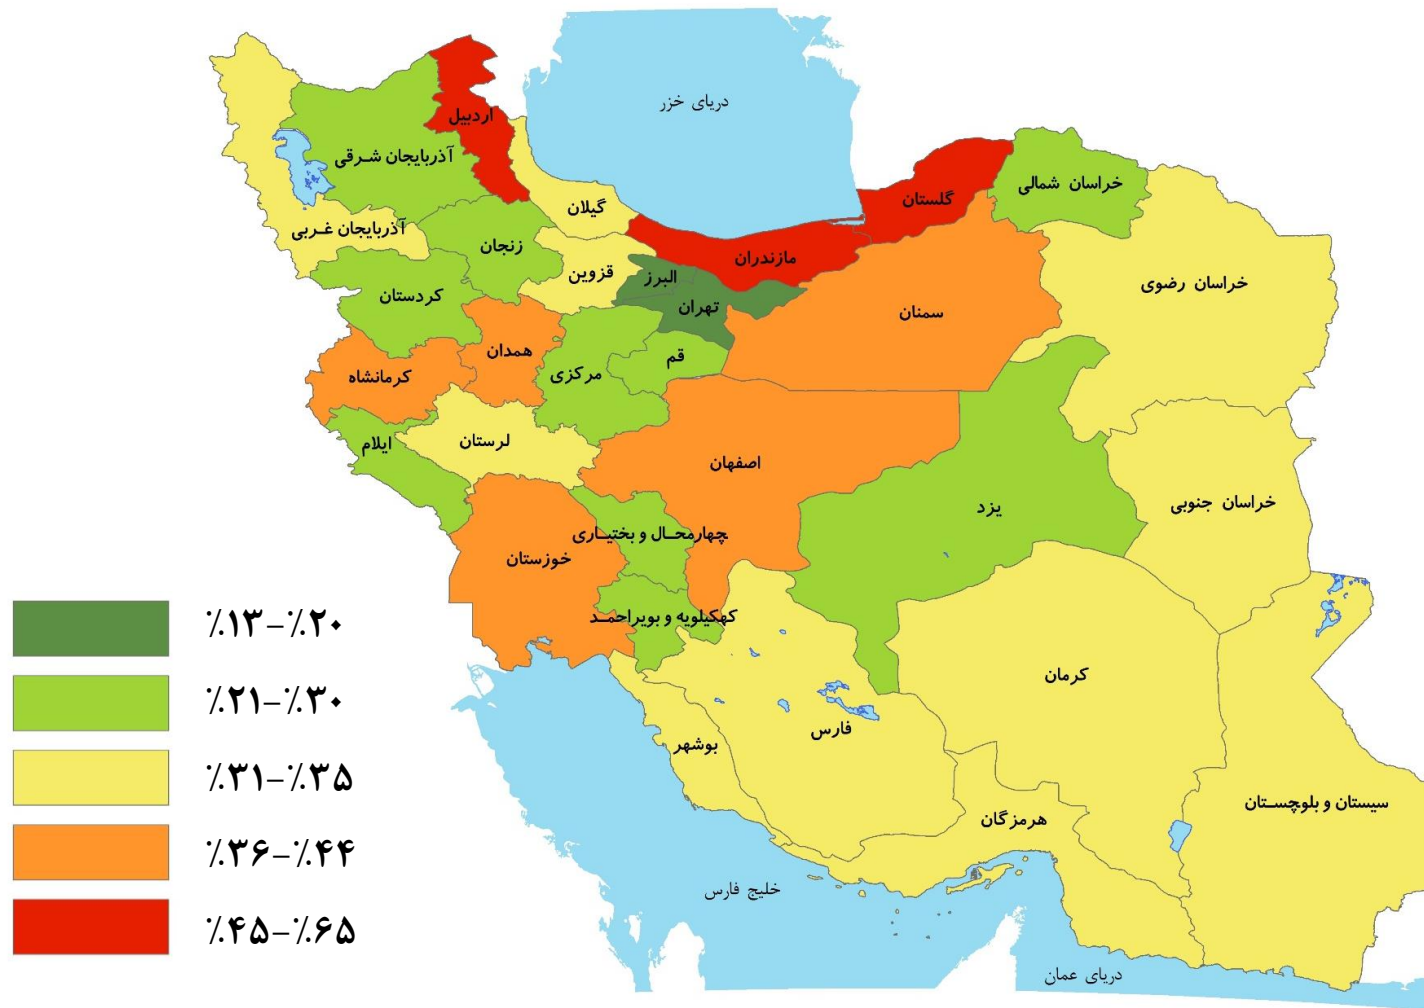 دریای خزر
اردبیل
آذربایجان شرقی
خراسان شمالی
گلستان
گیلان
آذربایجان غربی
زنجان
مازندران
قزوین
البرز
خراسان رضوی
کردستان
تهران
سمنان
همدان
قم
مرکزی
کرمانشاه
ایلام
لرستان
اصفهان
خراسان جنوبی
یزد
چهارمحال و بختیاری
خوزستان
کهکیلویه و بویراحمد
کرمان
فارس
بوشهر
سیستان و بلوچستان
هرمزگان
خلیج فارس
دریای عمان
٪۱۳-٪۲۰
٪۲۱-٪۳۰
٪۳۱-٪۳۵
٪۳۶-٪۴۴
٪۴۵-٪۶۵